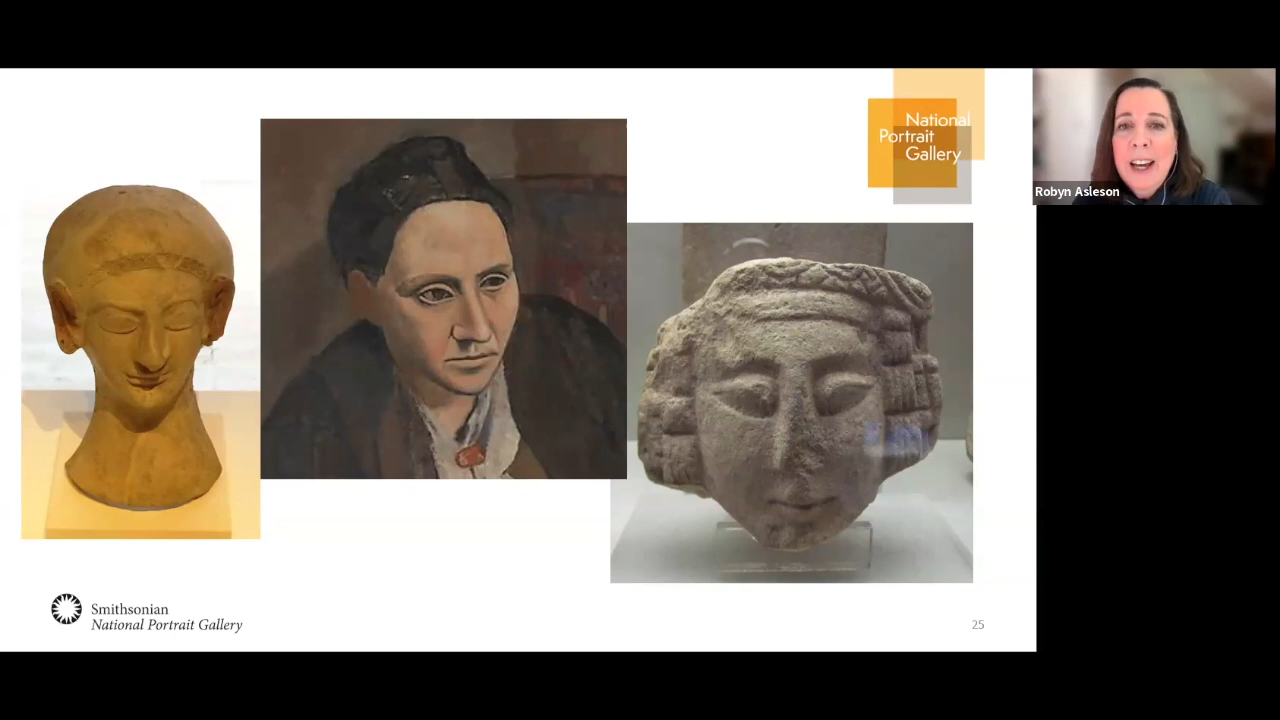 National
Portrait
Gallery
Robyn Asleson
Smithsonian
National Portrait Gallery
25